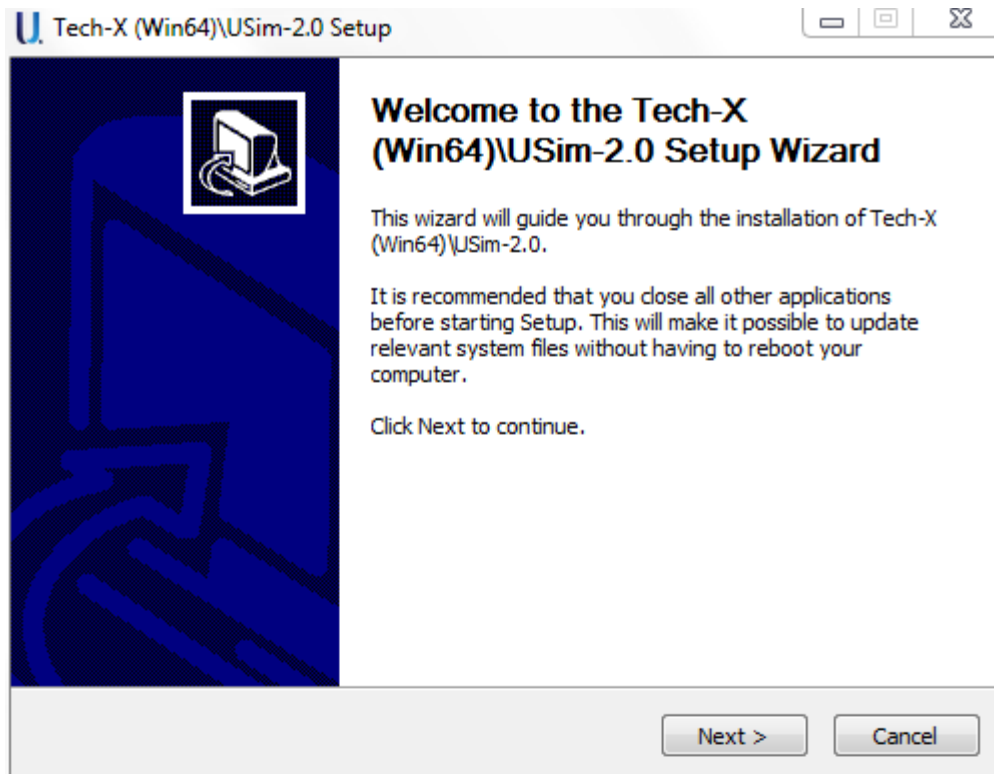 U. Tech-X (Win64)\USim-2.0 Setup
Welcome to the Tech-X
(Win64)\USim-2.0 Setup Wizard
This wizard will guide you through the installation of Tech-X
(Win64)\USim-2.0.
It is recommended that you close all other applications
before starting Setup. This will make it possible to update
relevant system files without having to reboot your
computer.
Click Next to continue.
Next >
Cancel